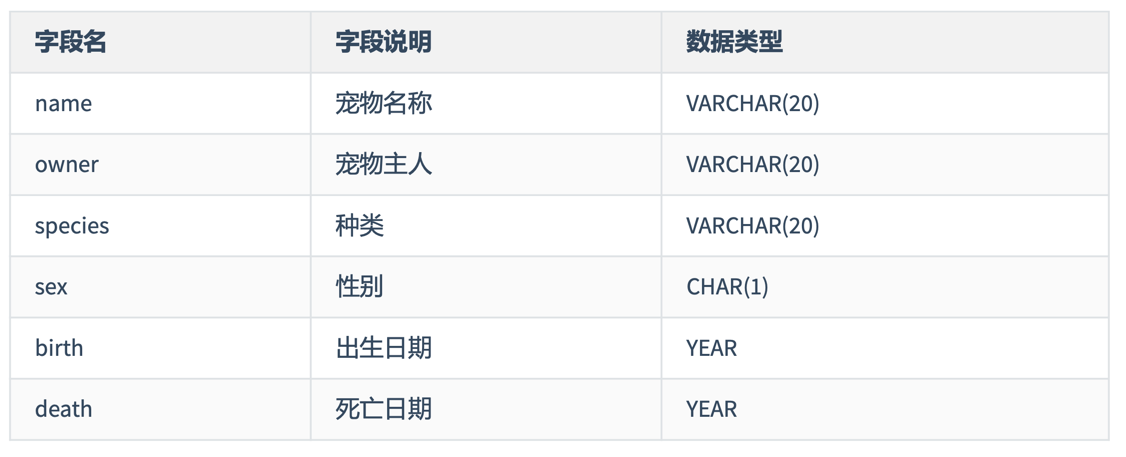 字段名 字段说明 数据类型
name 宠物名称 VARCHAR(20)
owner 宠物主人 VARCHAR(20)
species 种类 VARCHAR(20)
sex 性别 CHAR(1)
birth 出生日期 YEAR
death 死亡日期 YEAR